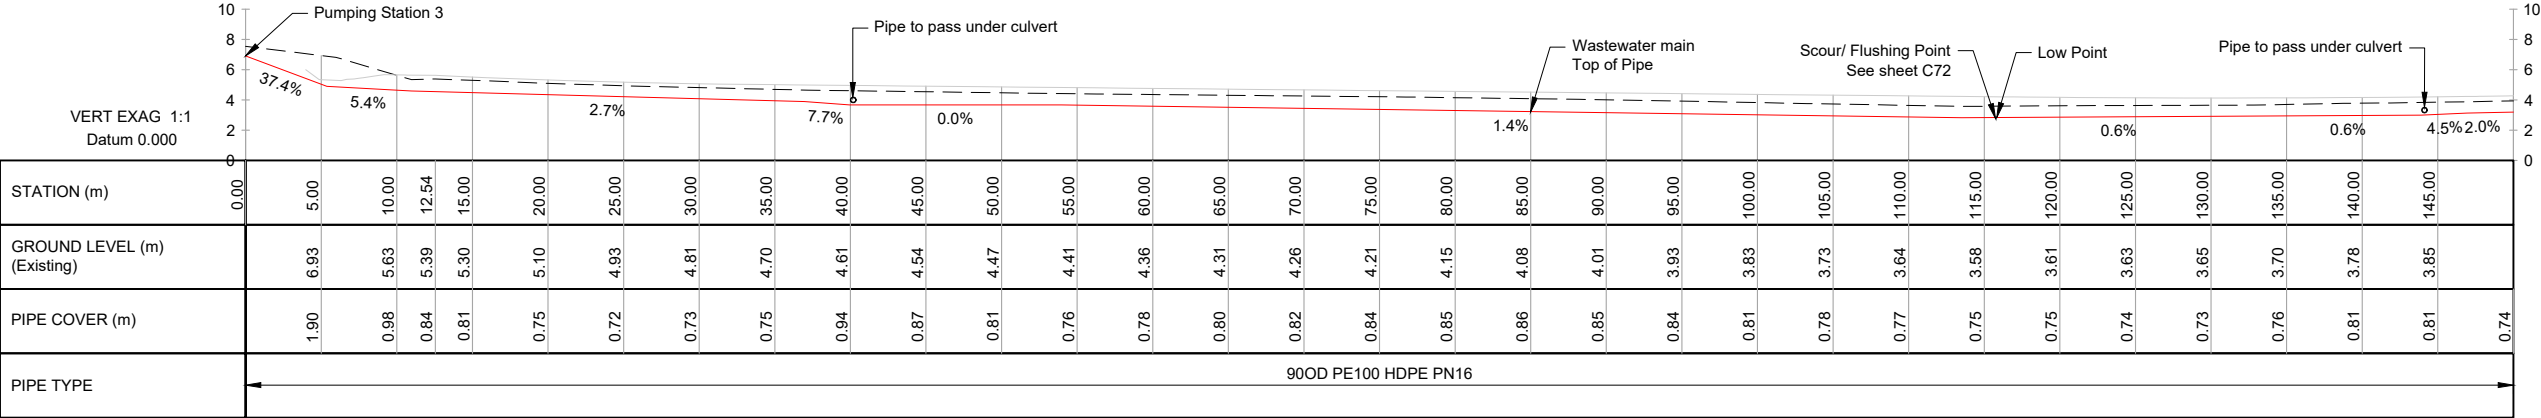 10
8
6
4
2
0
Pumping Station 3
Pipe to pass under culvert
Wastewater main
Top of Pipe
Scour/ Flushing Point
See sheet C72
Low Point
Pipe to pass under culvert
10
8
6
4
2
0
37.4%
5.4%
2.7%
7.7%
0.0%
1.4%
0.6%
0.6%
4.5%
2.0%
VERT EXAG 1:1
Datum 0.000
STATION (m)
0.00 5.00 10.00 12.54 15.00 20.00 25.00 30.00 35.00 40.00 45.00 50.00 55.00 60.00 65.00 70.00 75.00 80.00 85.00 90.00 95.00 100.00 105.00 110.00 115.00 120.00 125.00 130.00 135.00 140.00 145.00
GROUND LEVEL (m)
(Existing)
6.93 5.63 5.39 5.30 5.10 4.93 4.81 4.70 4.61 4.54 4.47 4.41 4.36 4.31 4.26 4.21 4.15 4.08 4.01 3.93 3.83 3.73 3.64 3.58 3.61 3.63 3.65 3.70 3.78 3.85
PIPE COVER (m)
1.90 0.98 0.84 0.81 0.75 0.72 0.73 0.75 0.94 0.87 0.81 0.76 0.78 0.80 0.82 0.84 0.85 0.86 0.85 0.84 0.81 0.78 0.77 0.75 0.75 0.74 0.73 0.76 0.81 0.81 0.74
PIPE TYPE
90OD PE100 HDPE PN16